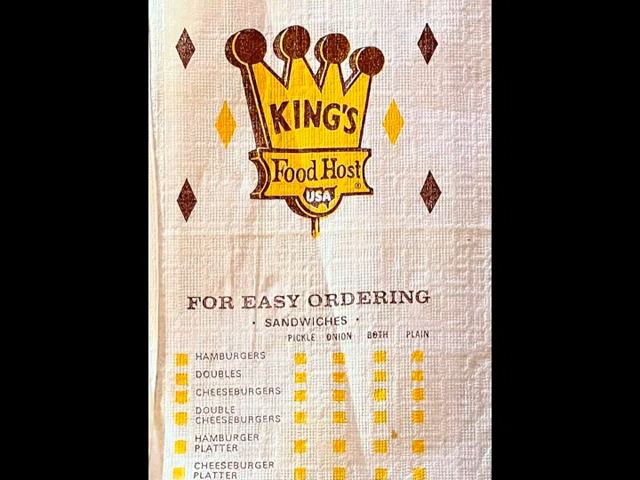 KING'S
Food Host
USA
®
FOR EASY ORDERING
• SANDWICHES •
PICKLE ONION BOTH PLAIN
HAMBURGERS
DOUBLES
CHEESEBURGERS
DOUBLE
CHEESEBURGERS
HAMBURGER
PLATTER
CHEESEBURGER
PLATTER